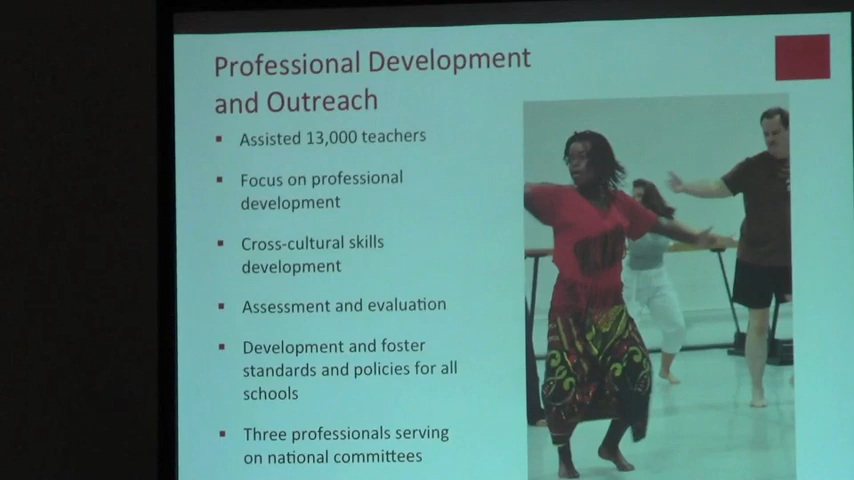 Professional Development
and Outreach
▪ Assisted 13,000 teachers
▪ Focus on professional
development
▪ Cross-cultural skills
development
▪ Assessment and evaluation
▪ Development and foster
standards and policies for all
schools
▪ Three professionals serving
on national committees